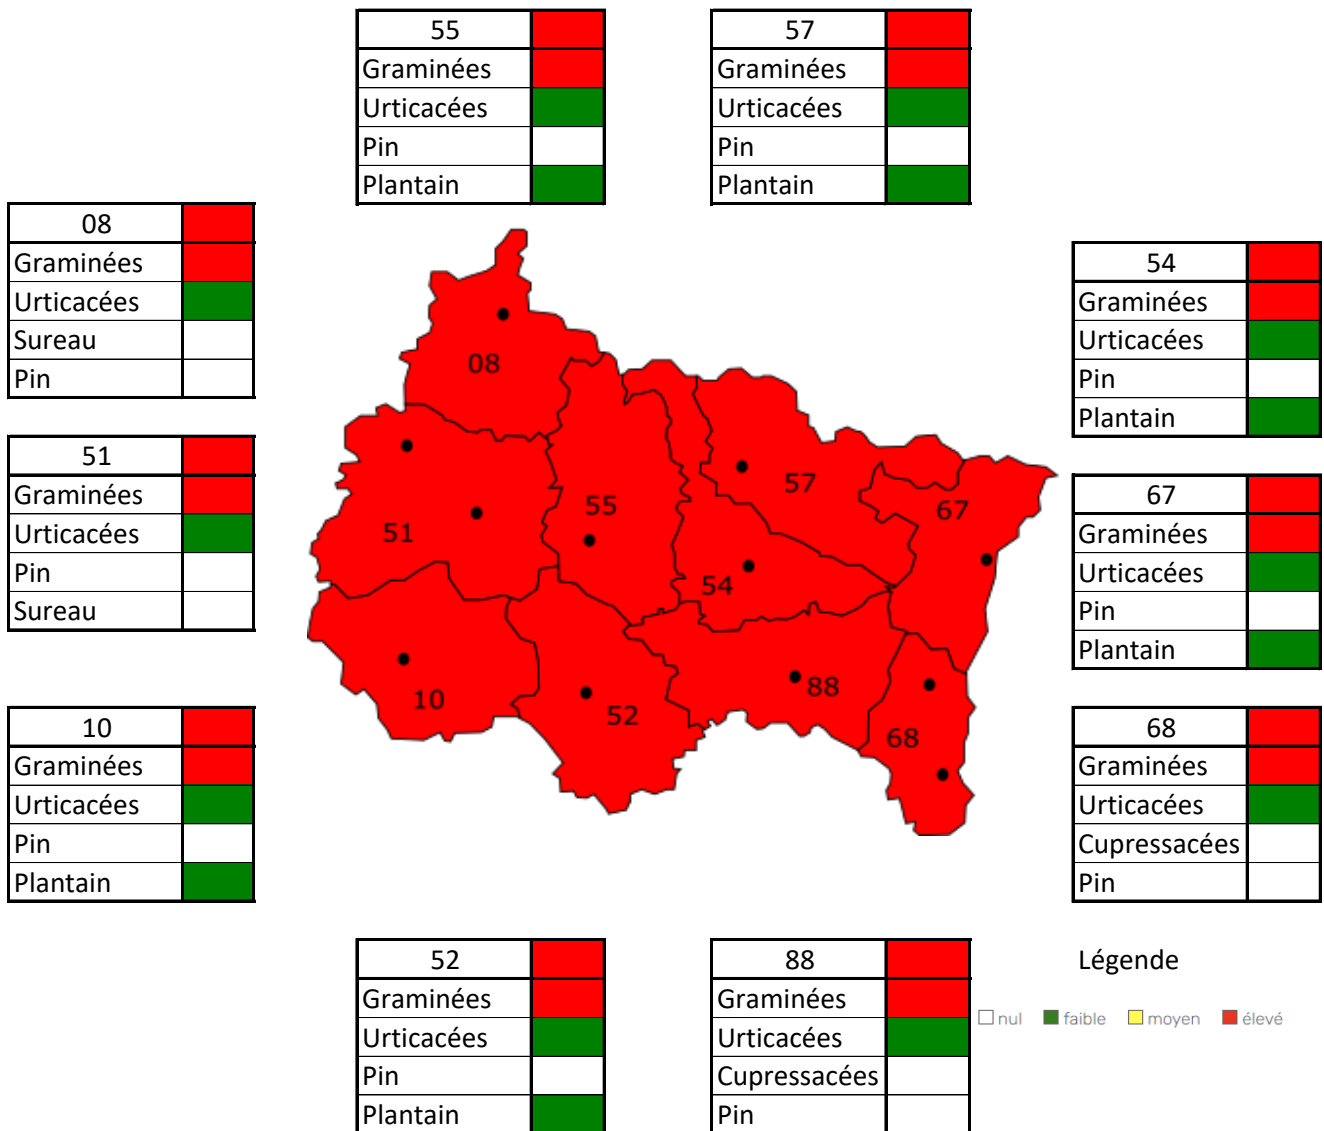 55
Graminées
Urticacées
Pin
Plantain
57
Graminées
Urticacées
Pin
Plantain
08
Graminées
Urticacées
Sureau
Pin
51
Graminées
Urticacées
Pin
Sureau
10
Graminées
Urticacées
Pin
Plantain
08
57
55
67
51
54
88
10
52
68
54
Graminées
Urticacées
Pin
Plantain
67
Graminées
Urticacées
Pin
Plantain
68
Graminées
Urticacées
Cupressacées
Pin
52
Graminées
Urticacées
Pin
Plantain
88
Graminées
Urticacées
Cupressacées
Pin
Légende
nul faible moyen élevé